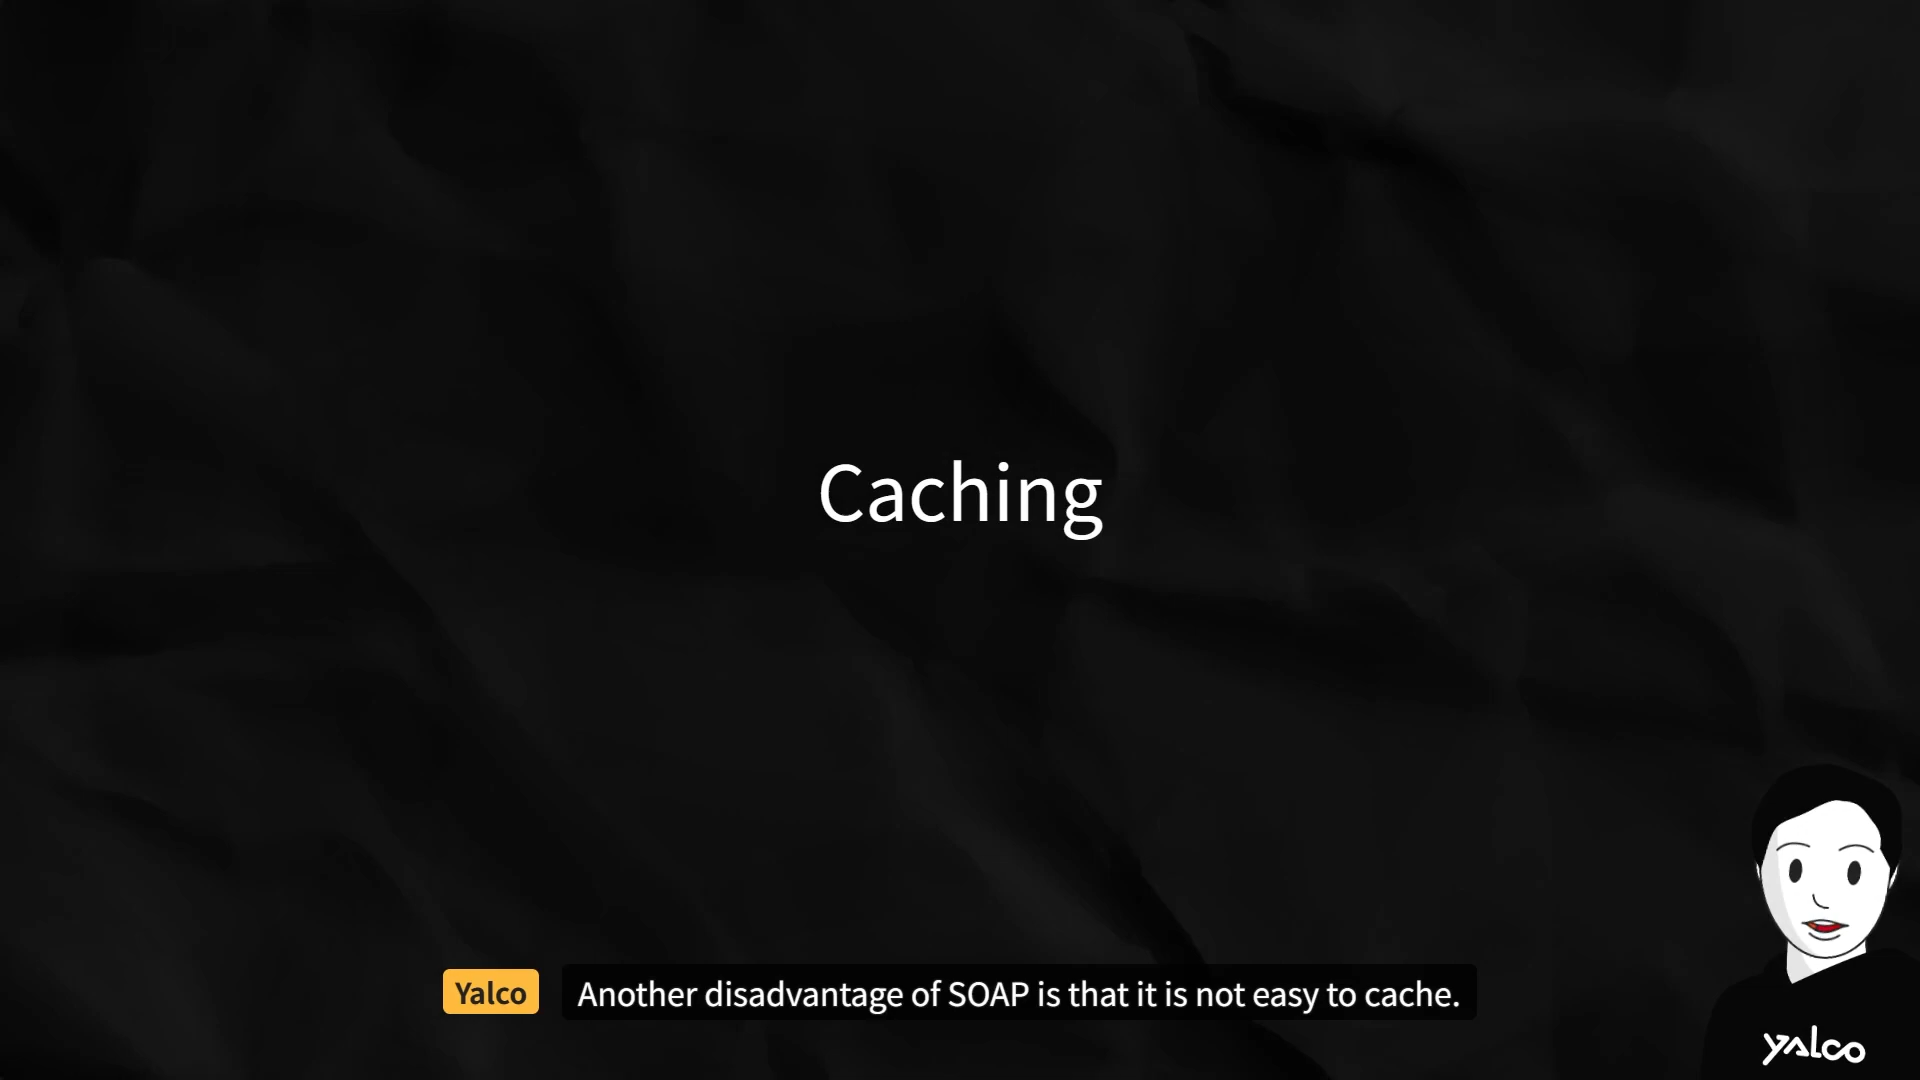 Caching
Yalco Another disadvantage of SOAP is that it is not easy to cache.
yalco